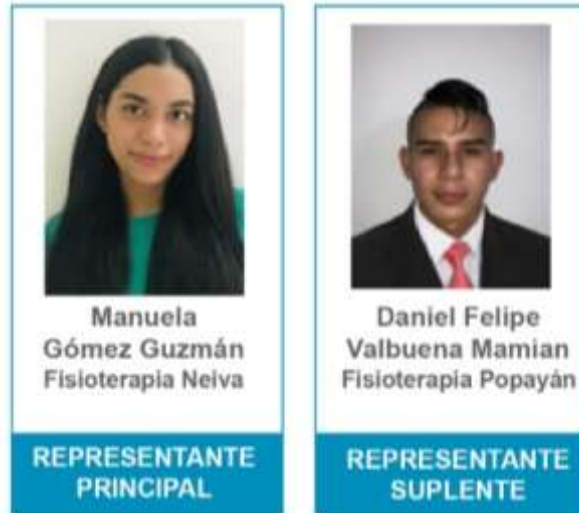 Manuela
Gómez Guzmán
Fisioterapia Neiva
REPRESENTANTE
PRINCIPAL
Daniel Felipe
Valbuena Mamian
Fisioterapia Popayán
REPRESENTANTE
SUPLENTE